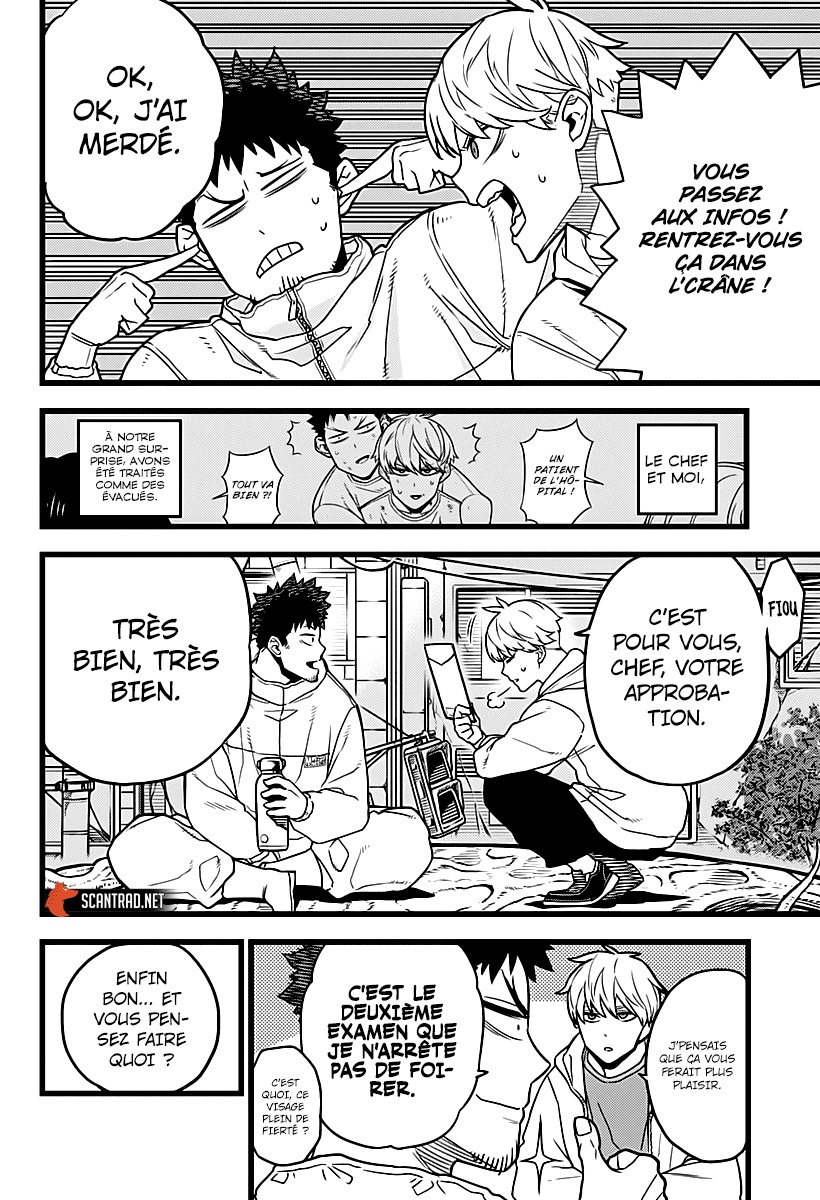 VOUS
PASSEZ
AUX INFOS !
RENTREZ-VOUS
ÇA DANS
L'CRÂNE !
OK,
OK, J'AI
MERDÉ.
LE CHEF
ET MOI,
UN
PATIENT
DE L'HÔ-
PITAL !
TOUT VA
BIEN ?!
À NOTRE
GRAND SUR-
PRISE, AVONS
ÉTÉ TRAITÉS
COMME DES
ÉVACUÉS.
FIOU
C'EST
POUR VOUS,
CHEF, VOTRE
APPROBA-
TION.
TRÈS
BIEN, TRÈS
BIEN.
SCANTRAD.NET
J'PENSAIS
QUE ÇA VOUS
FERAIT PLUS
PLAISIR.
C'EST LE
DEUXIÈME
EXAMEN QUE
JE N'ARRÊTE
PAS DE FOI-
RER.
C'EST
QUOI, CE
VISAGE
PLEIN DE
FIERTÉ ?
ENFIN
BON... ET
VOUS PEN-
SEZ FAIRE
QUOI ?